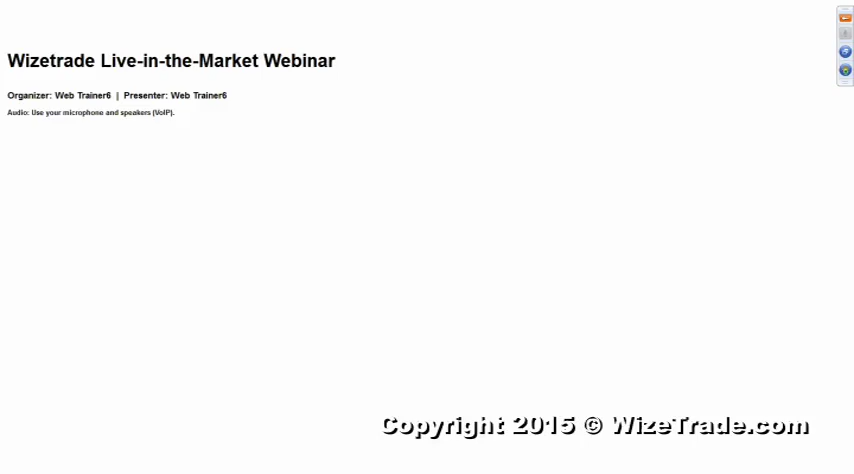 Wizetrade Live-in-the-Market Webinar
Organizer: Web Trainer6 | Presenter: Web Trainer6
Audio: Use your microphone and speakers (VoIP).
Copyright 2015 © WizeTrade.com